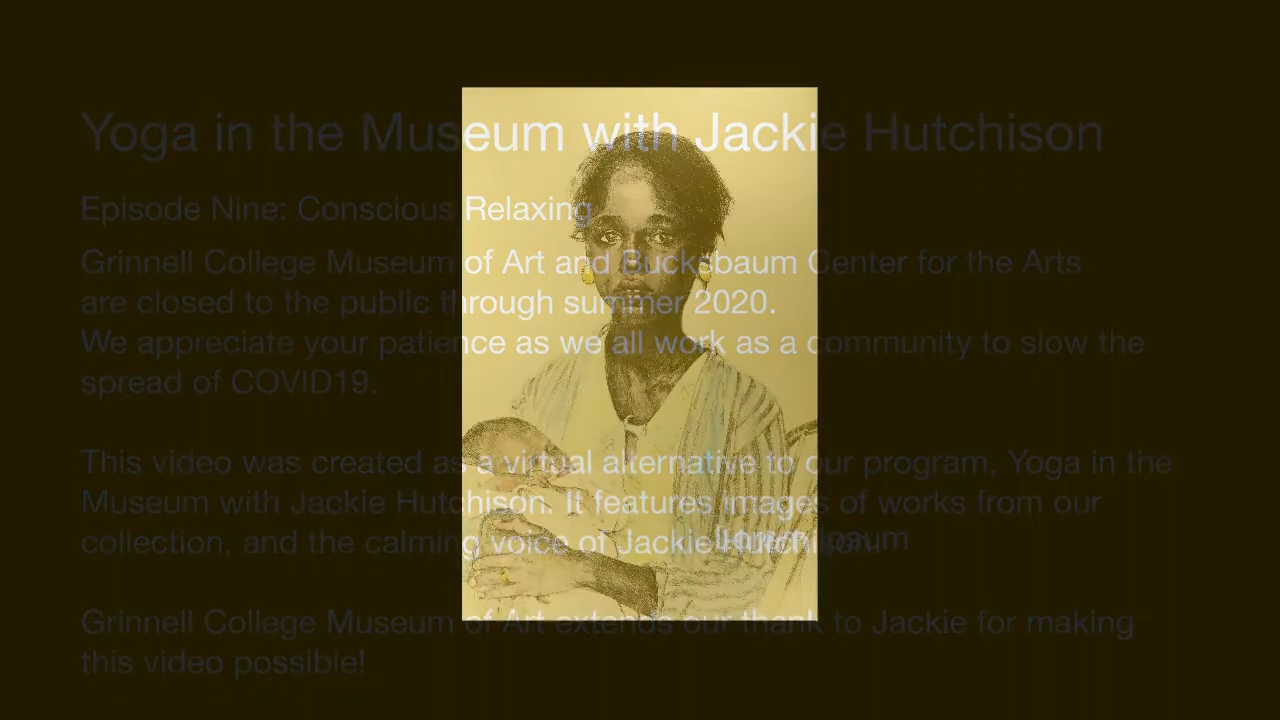 Yoga in the Museum with Jackie Hutchison
Episode Nine: Conscious Relaxing
Grinnell College Museum of Art and Bucksbaum Center for the Arts
are closed to the public through summer 2020.
We appreciate your patience as we all work as a community to slow the
spread of COVID19.
This video was created as a virtual alternative to our program, Yoga in the
Museum with Jackie Hutchison. It features images of works from our
collection, and the calming voice of Jackie Hutchison.
Grinnell College Museum of Art extends our thank to Jackie for making
this video possible!